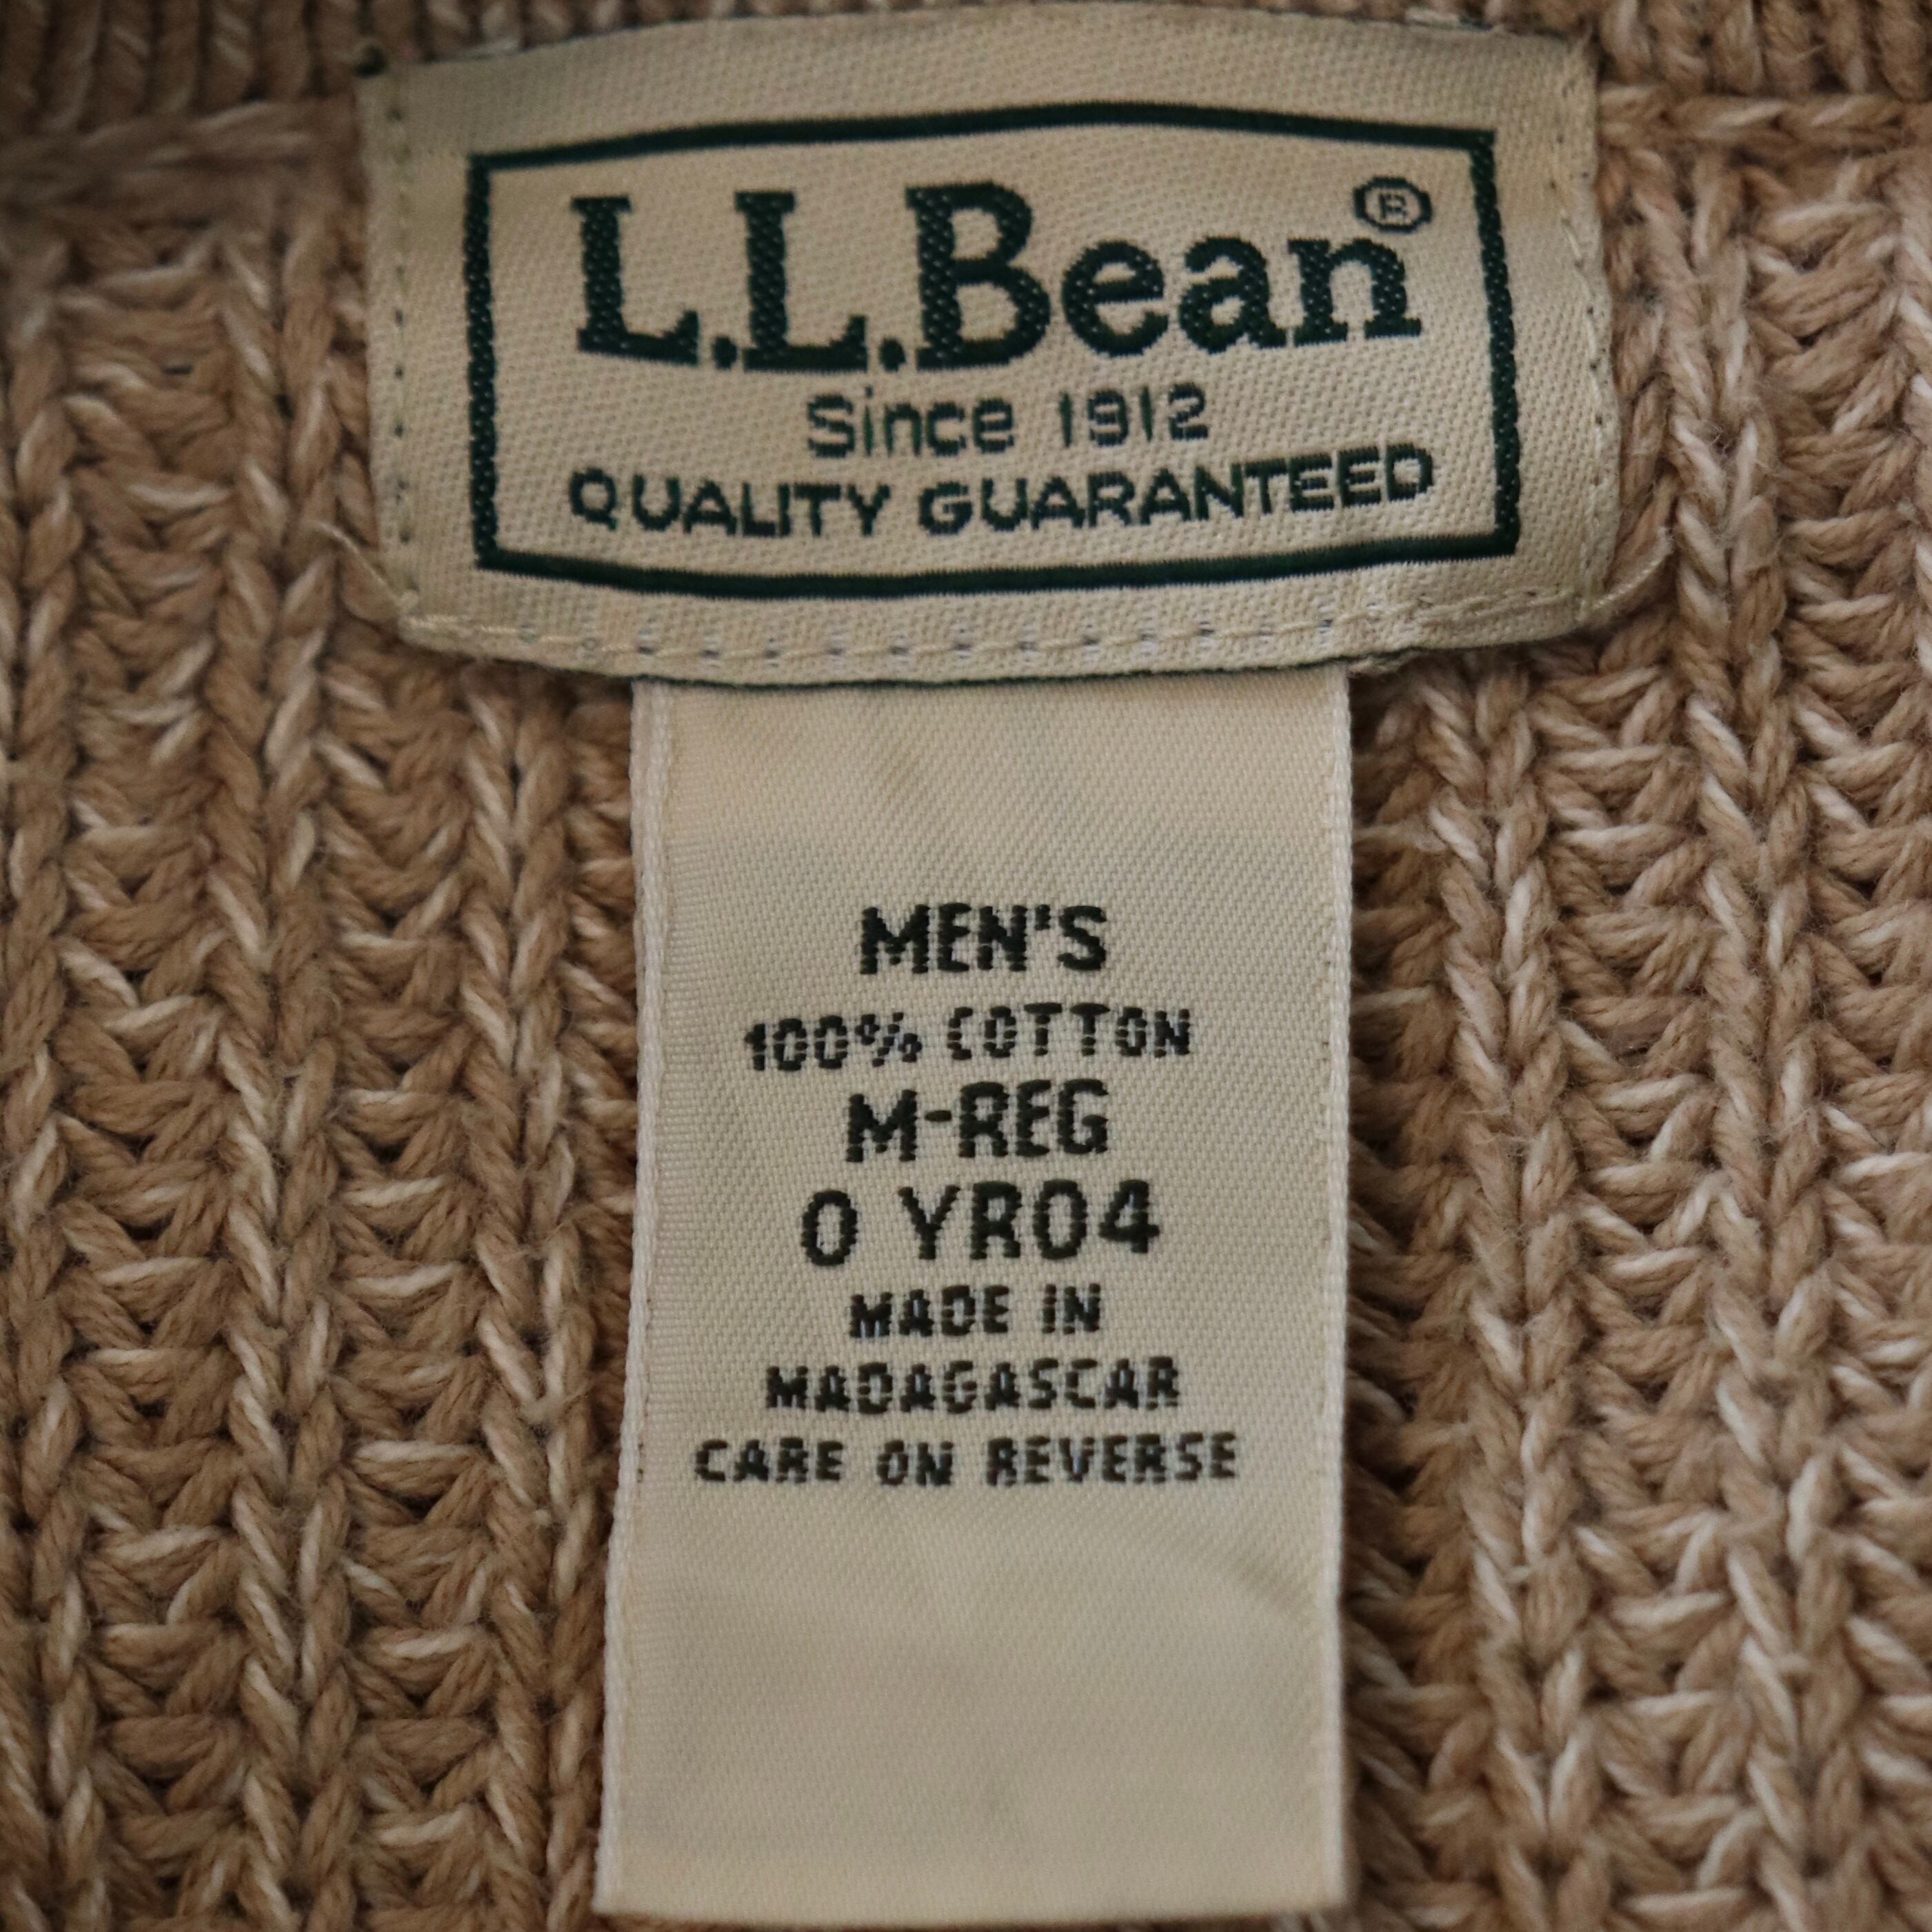 L.L.Bean®
Since 1912
QUALITY GUARANTEED
MEN'S
100% COTTON
M-REG
0 YR04
MADE IN
MADAGASCAR
CARE ON REVERSE